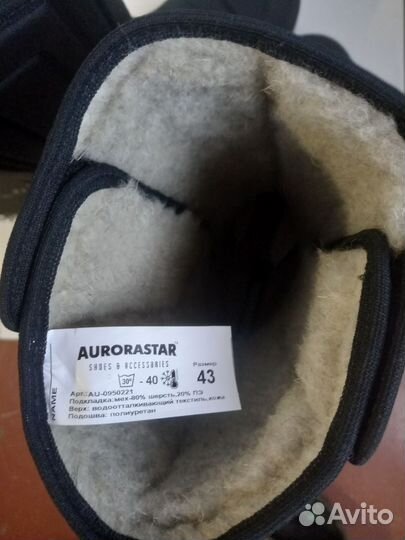 AURORASTAR
SHOES & ACCESSORIES
Размер
30° - 40 43
Арт.:AU-0950221
Подкладка:мех-80% шерсть,20% ПЭ
Верх: водоотталкивающий текстиль,кожа
Подошва: полиуретан
NAME
Avito